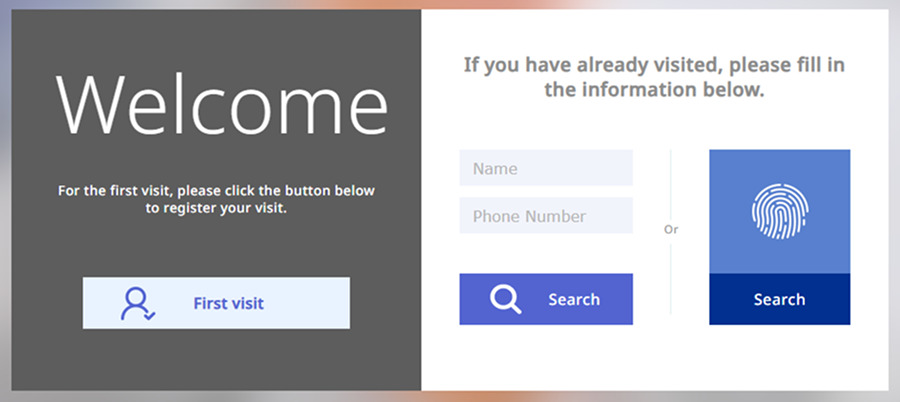 Welcome
For the first visit, please click the button below
to register your visit.
First visit
If you have already visited, please fill in
the information below.
Name
Phone Number
Search
Or
Search